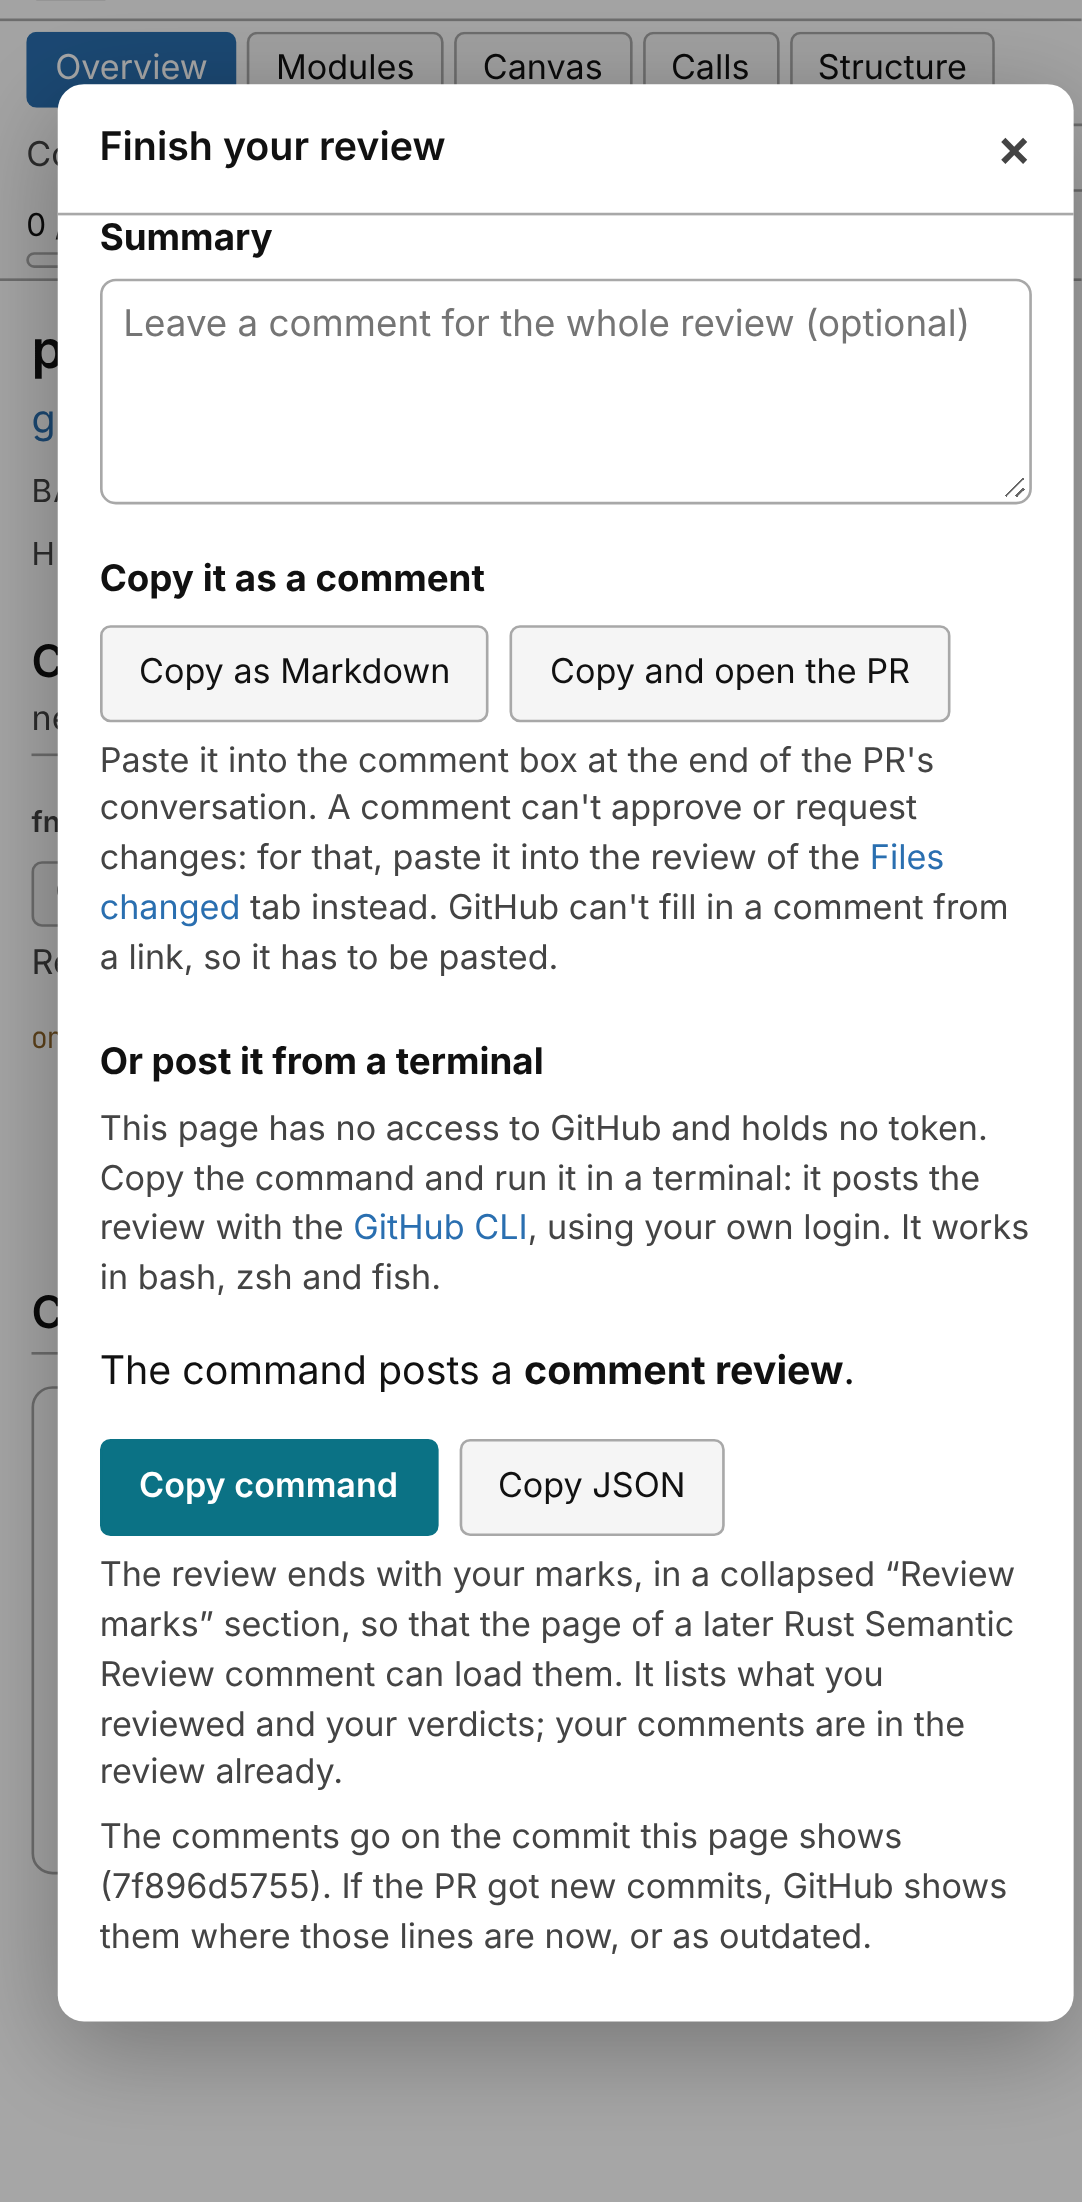 Overview Modules Canvas Calls Structure
Finish your review ×
0
Summary
Leave a comment for the whole review (optional)
Copy it as a comment
Copy as Markdown Copy and open the PR
Paste it into the comment box at the end of the PR's
conversation. A comment can't approve or request
changes: for that, paste it into the review of the Files
changed tab instead. GitHub can't fill in a comment from
a link, so it has to be pasted.
Or post it from a terminal
This page has no access to GitHub and holds no token.
Copy the command and run it in a terminal: it posts the
review with the GitHub CLI, using your own login. It works
in bash, zsh and fish.
The command posts a comment review.
Copy command Copy JSON
The review ends with your marks, in a collapsed “Review
marks” section, so that the page of a later Rust Semantic
Review comment can load them. It lists what you
reviewed and your verdicts; your comments are in the
review already.
The comments go on the commit this page shows
(7f896d5755). If the PR got new commits, GitHub shows
them where those lines are now, or as outdated.